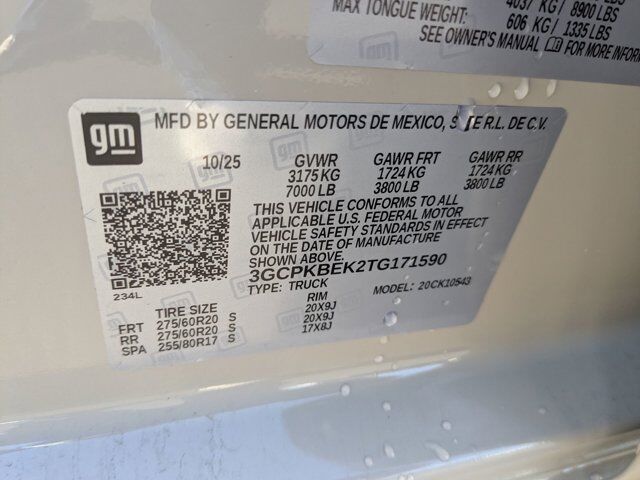 4037 KG / 8900 LBS
MAX TONGUE WEIGHT: 606 KG / 1335 LBS
SEE OWNER'S MANUAL FOR MORE
gm
MFD BY GENERAL MOTORS DE MEXICO, S DE R.L. DE C.V.
10/25 GVWR GAWR FRT GAWR RR
3175 KG 1724 KG 1724 KG
7000 LB 3800 LB 3800 LB
THIS VEHICLE CONFORMS TO ALL
APPLICABLE U.S. FEDERAL MOTOR
VEHICLE SAFETY STANDARDS IN EFFECT
ON THE DATE OF MANUFACTURE
SHOWN ABOVE.
3GCPKBEK2TG171590
TYPE: TRUCK MODEL: 20CK10543
234L
TIRE SIZE RIM
FRT 275/60R20 S 20X9J
RR 275/60R20 S 20X9J
SPA 255/80R17 S 17X8J